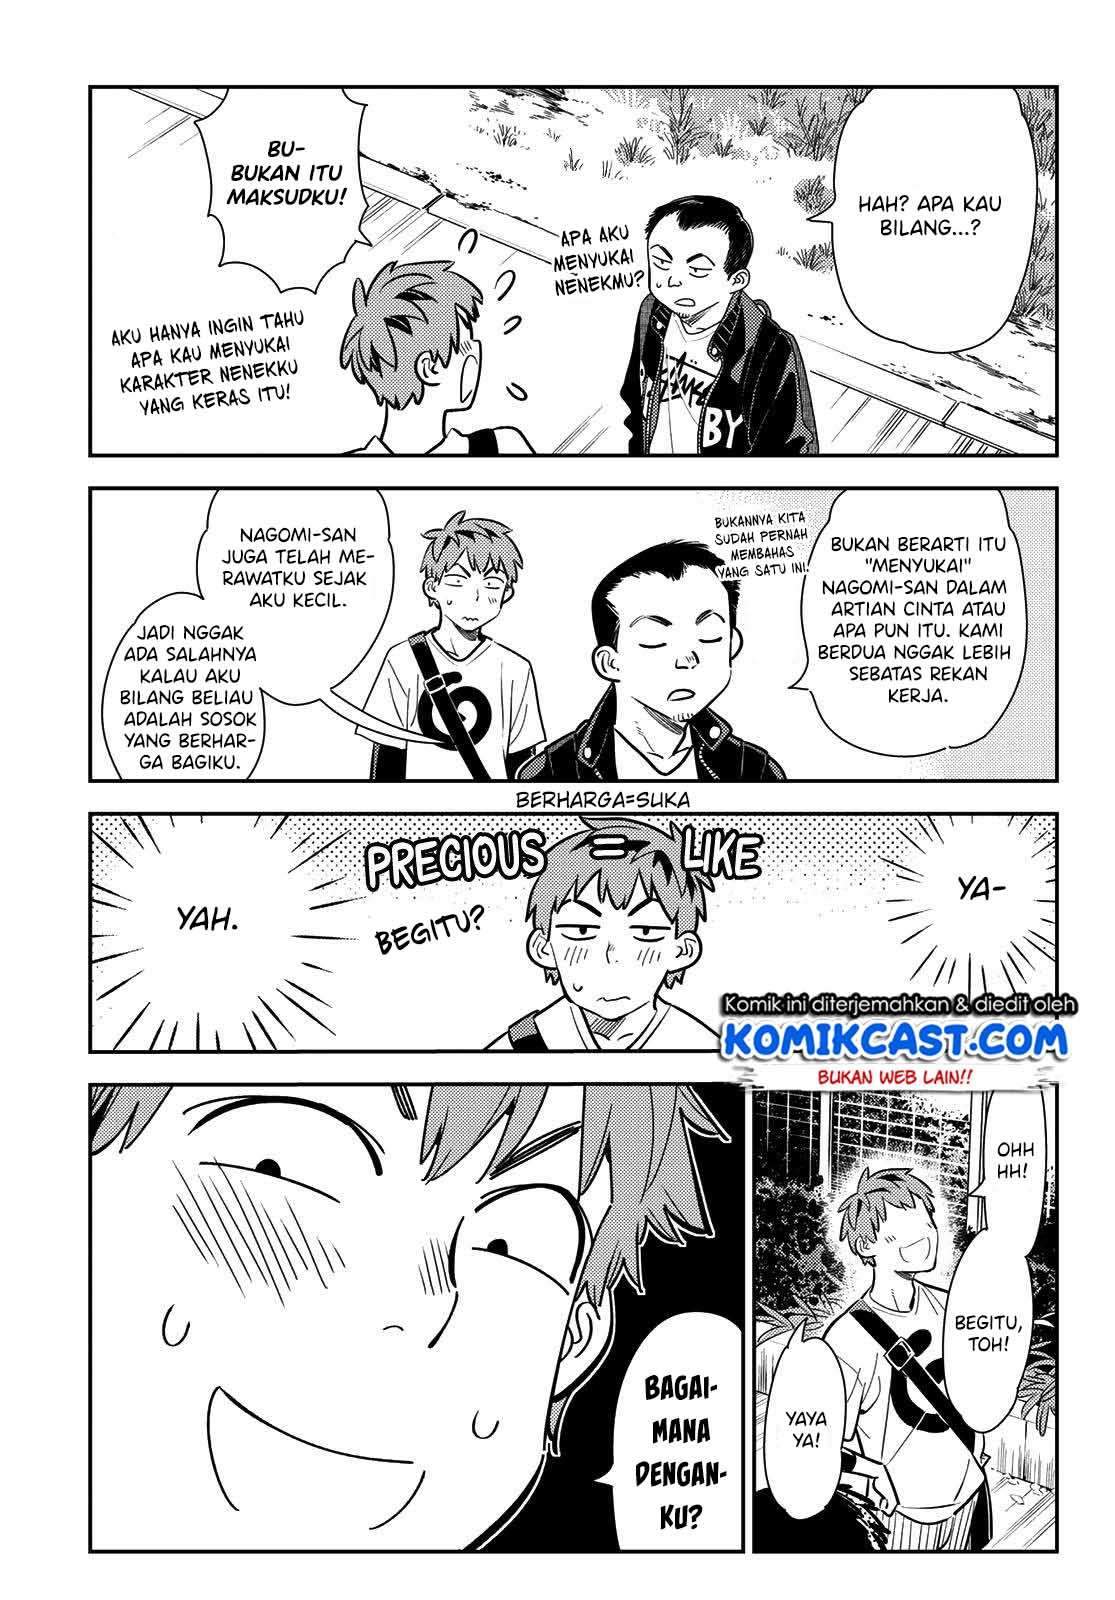 HAH? APA KAU
BILANG...?
APA AKU
MENYUKAI
NENEKMU?
BU-
BUKAN ITU
MAKSUDKU!
AKU HANYA INGIN TAHU
APA KAU MENYUKAI
KARAKTER NENEKKU
YANG KERAS ITU!
BY
BUKAN BERARTI ITU
"MENYUKAI"
NAGOMI-SAN DALAM
ARTIAN CINTA ATAU
APA PUN ITU. KAMI
BERDUA NGGAK LEBIH
SEBATAS REKAN
KERJA.
BUKANNYA KITA
SUDAH PERNAH
MEMBAHAS
YANG SATU INI.
NAGOMI-SAN
JUGA TELAH ME-
RAWATKU SEJAK
AKU KECIL.
JADI NGGAK
ADA SALAHNYA
KALAU AKU
BILANG BELIAU
ADALAH SOSOK
YANG BERHAR-
GA BAGIKU.
BERHARGA=SUKA
PRECIOUS = LIKE
YA-
BEGITU?
YAH.
Komik ini diterjemahkan & diedit oleh
KOMIKCAST.COM
BUKAN WEB LAIN!!
OHH
HH!
BEGITU,
TOH!
YAYA
YA!
BAGAI-
MANA
DENGAN-
KU?